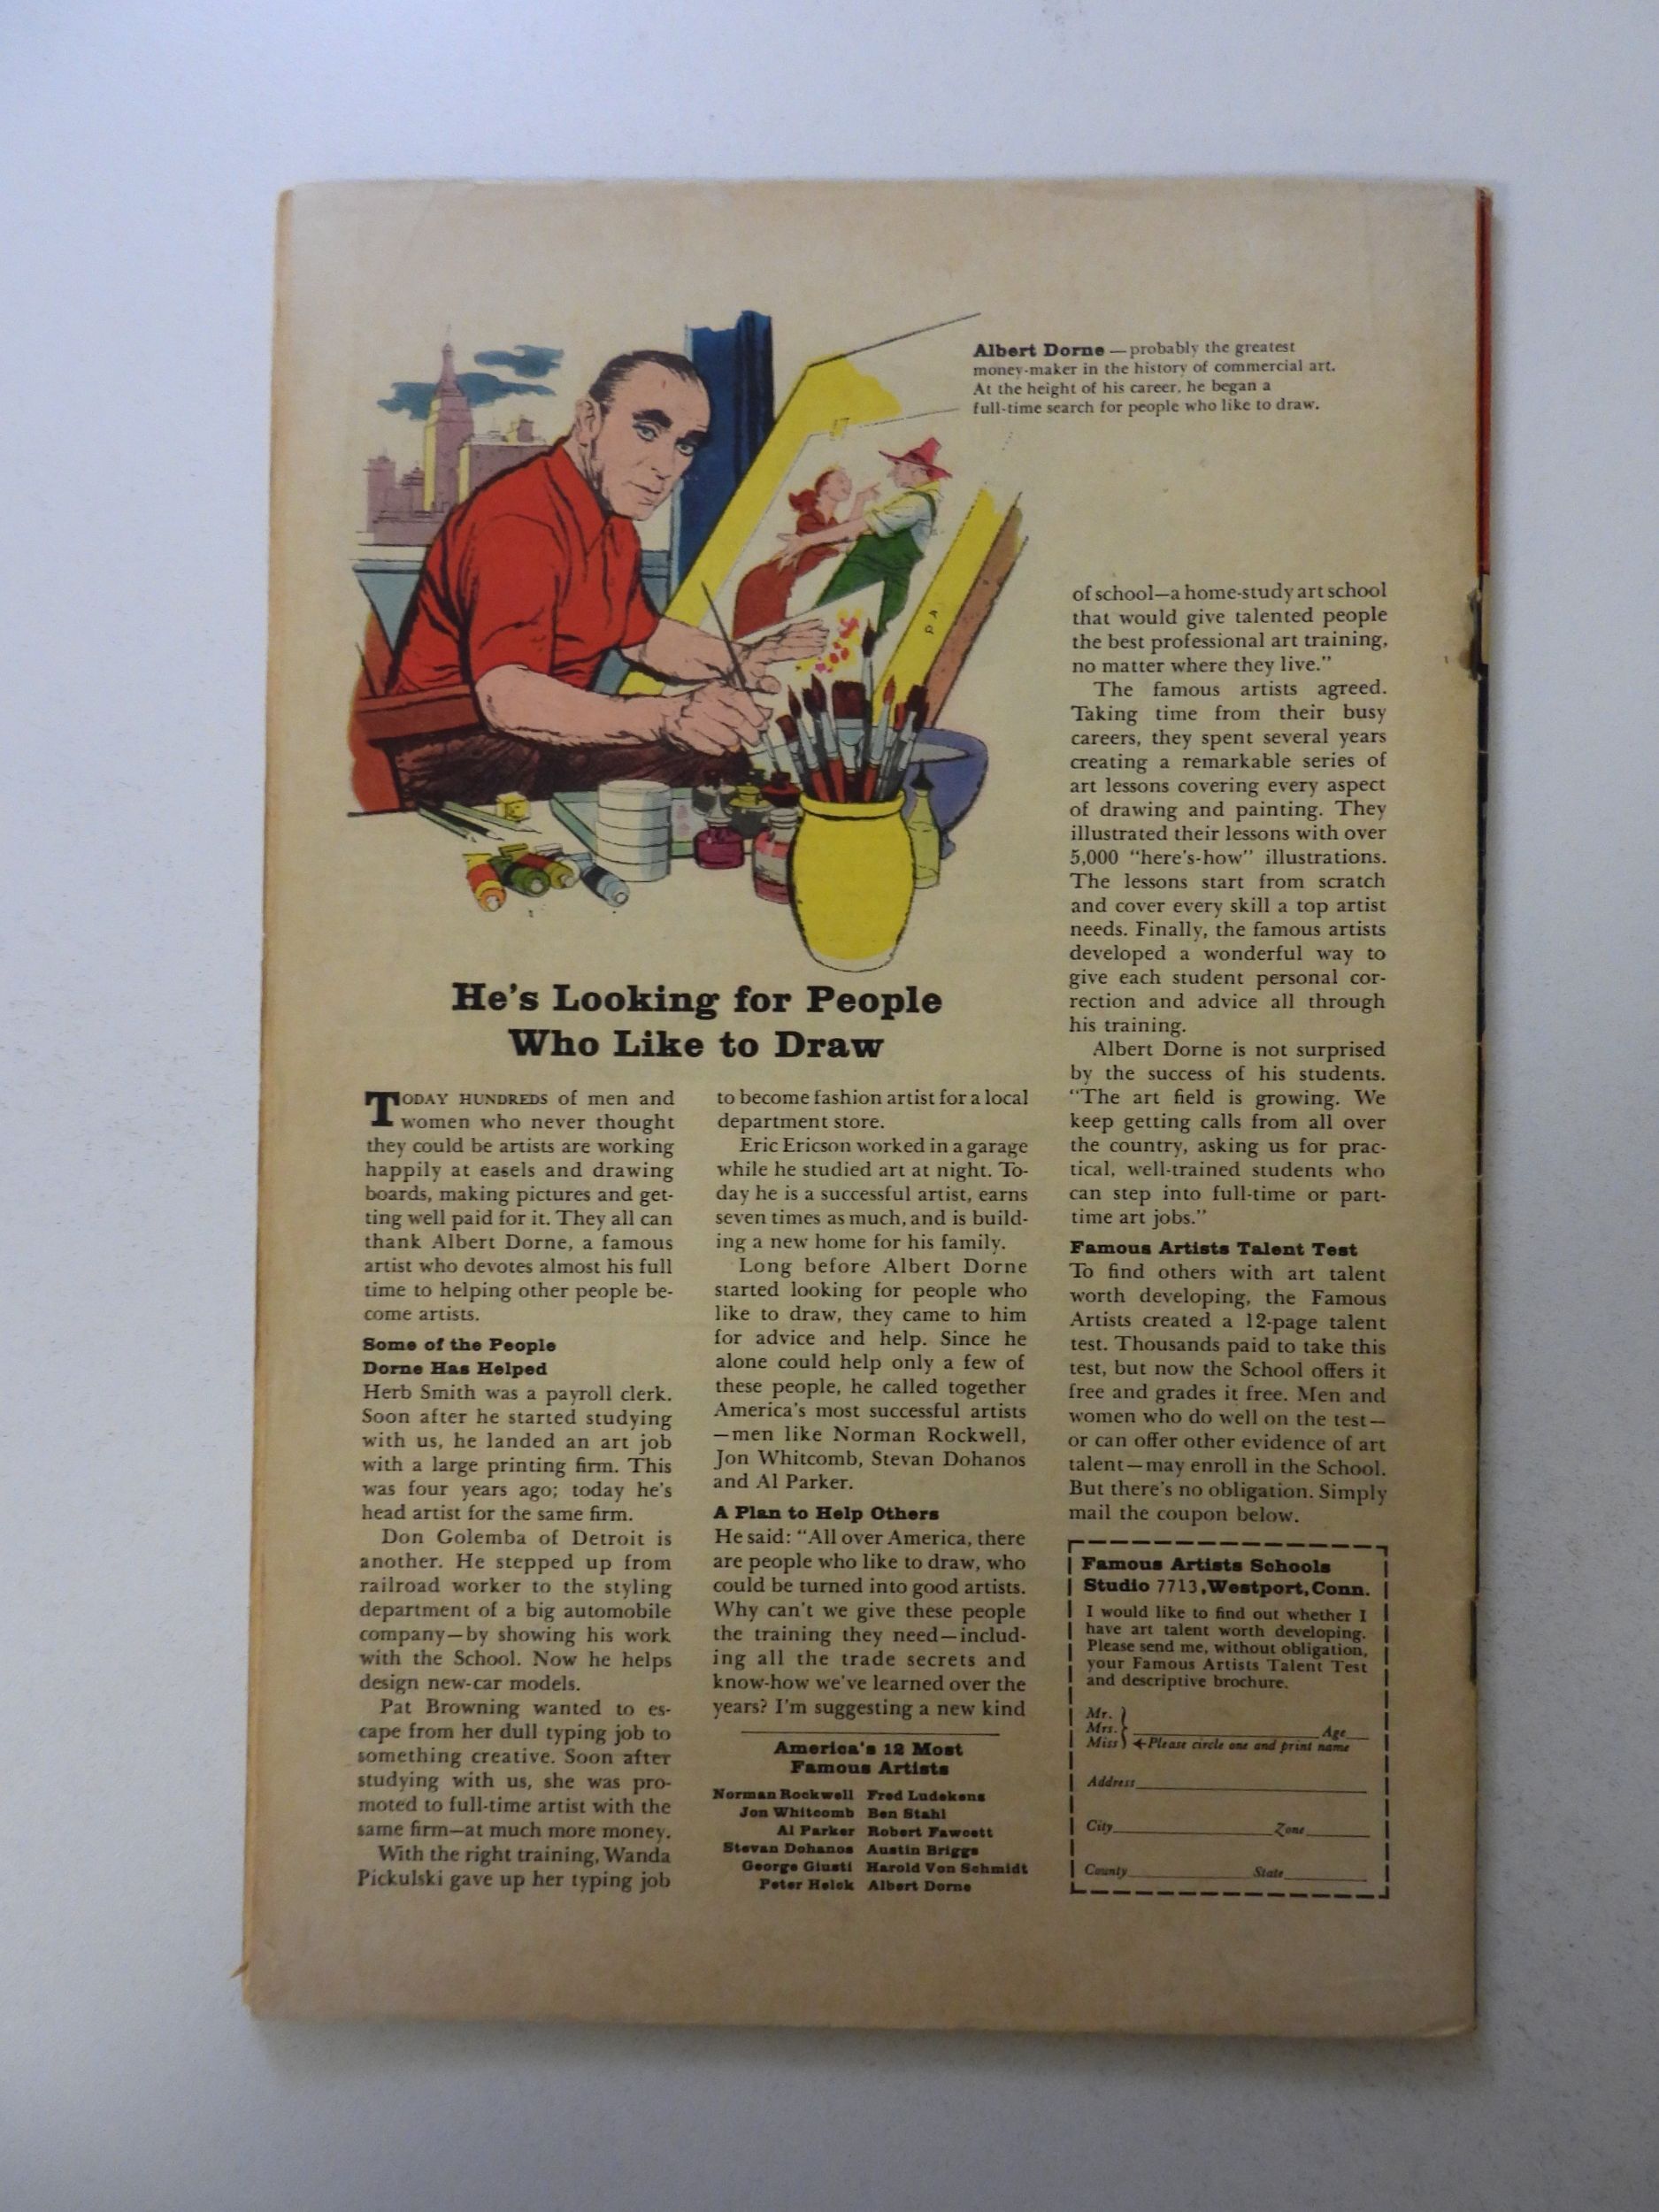 Albert Dorne — probably the greatest
money-maker in the history of commercial art.
At the height of his career, he began a
full-time search for people who like to draw.
He's Looking for People
Who Like to Draw
TODAY HUNDREDS of men and
women who never thought
they could be artists are working
happily at easels and drawing
boards, making pictures and get-
ting well paid for it. They all can
thank Albert Dorne, a famous
artist who devotes almost his full
time to helping other people be-
come artists.
Some of the People
Dorne Has Helped
Herb Smith was a payroll clerk.
Soon after he started studying
with us, he landed an art job
with a large printing firm. This
was four years ago; today he's
head artist for the same firm.
Don Golemba of Detroit is
another. He stepped up from
railroad worker to the styling
department of a big automobile
company—by showing his work
with the School. Now he helps
design new-car models.
Pat Browning wanted to es-
cape from her dull typing job to
something creative. Soon after
studying with us, she was pro-
moted to full-time artist with the
same firm—at much more money.
With the right training, Wanda
Pickulski gave up her typing job
to become fashion artist for a local
department store.
Eric Ericson worked in a garage
while he studied art at night. To-
day he is a successful artist, earns
seven times as much, and is build-
ing a new home for his family.
Long before Albert Dorne
started looking for people who
like to draw, they came to him
for advice and help. Since he
alone could help only a few of
these people, he called together
America's most successful artists
—men like Norman Rockwell,
Jon Whitcomb, Stevan Dohanos
and Al Parker.
A Plan to Help Others
He said: "All over America, there
are people who like to draw, who
could be turned into good artists.
Why can't we give these people
the training they need—includ-
ing all the trade secrets and
know-how we've learned over the
years? I'm suggesting a new kind
America's 12 Most
Famous Artists
Norman Rockwell Fred Ludekens
Jon Whitcomb Ben Stahl
Al Parker Robert Fawcett
Stevan Dohanos Austin Briggs
George Giusti Harold Von Schmidt
Peter Helck Albert Dorne
of school—a home-study art school
that would give talented people
the best professional art training,
no matter where they live."
The famous artists agreed.
Taking time from their busy
careers, they spent several years
creating a remarkable series of
art lessons covering every aspect
of drawing and painting. They
illustrated their lessons with over
5,000 "here's-how" illustrations.
The lessons start from scratch
and cover every skill a top artist
needs. Finally, the famous artists
developed a wonderful way to
give each student personal cor-
rection and advice all through
his training.
Albert Dorne is not surprised
by the success of his students.
"The art field is growing. We
keep getting calls from all over
the country, asking us for prac-
tical, well-trained students who
can step into full-time or part-
time art jobs."
Famous Artists Talent Test
To find others with art talent
worth developing, the Famous
Artists created a 12-page talent
test. Thousands paid to take this
test, but now the School offers it
free and grades it free. Men and
women who do well on the test—
or can offer other evidence of art
talent—may enroll in the School.
But there's no obligation. Simply
mail the coupon below.
Famous Artists Schools
Studio 7713, Westport, Conn.
I would like to find out whether I
have art talent worth developing.
Please send me, without obligation,
your Famous Artists Talent Test
and descriptive brochure.
Mr.
Mrs. Age
Miss ←Please circle one and print name
Address
City Zone
County State